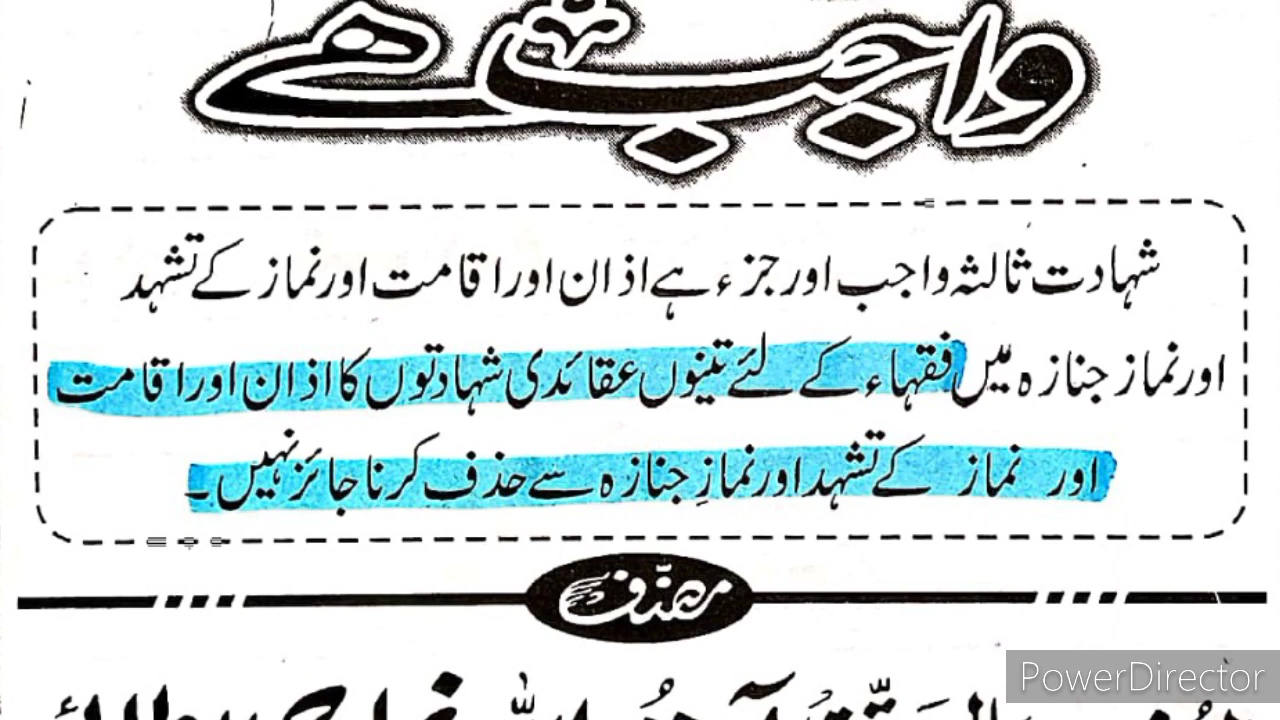 واجب نہیں ہے
شہادت ثالثہ واجب اور جزء ہے اذان اور اقامت اور نماز کے تشہد
اور نماز جنازہ میں فقہاء کے لئے تینوں عقائدی شہادتوں کا اذان اور اقامت
اور نماز کے تشہد اور نمازِ جنازہ سے حذف کرنا جائز نہیں۔
مصنف
PowerDirector